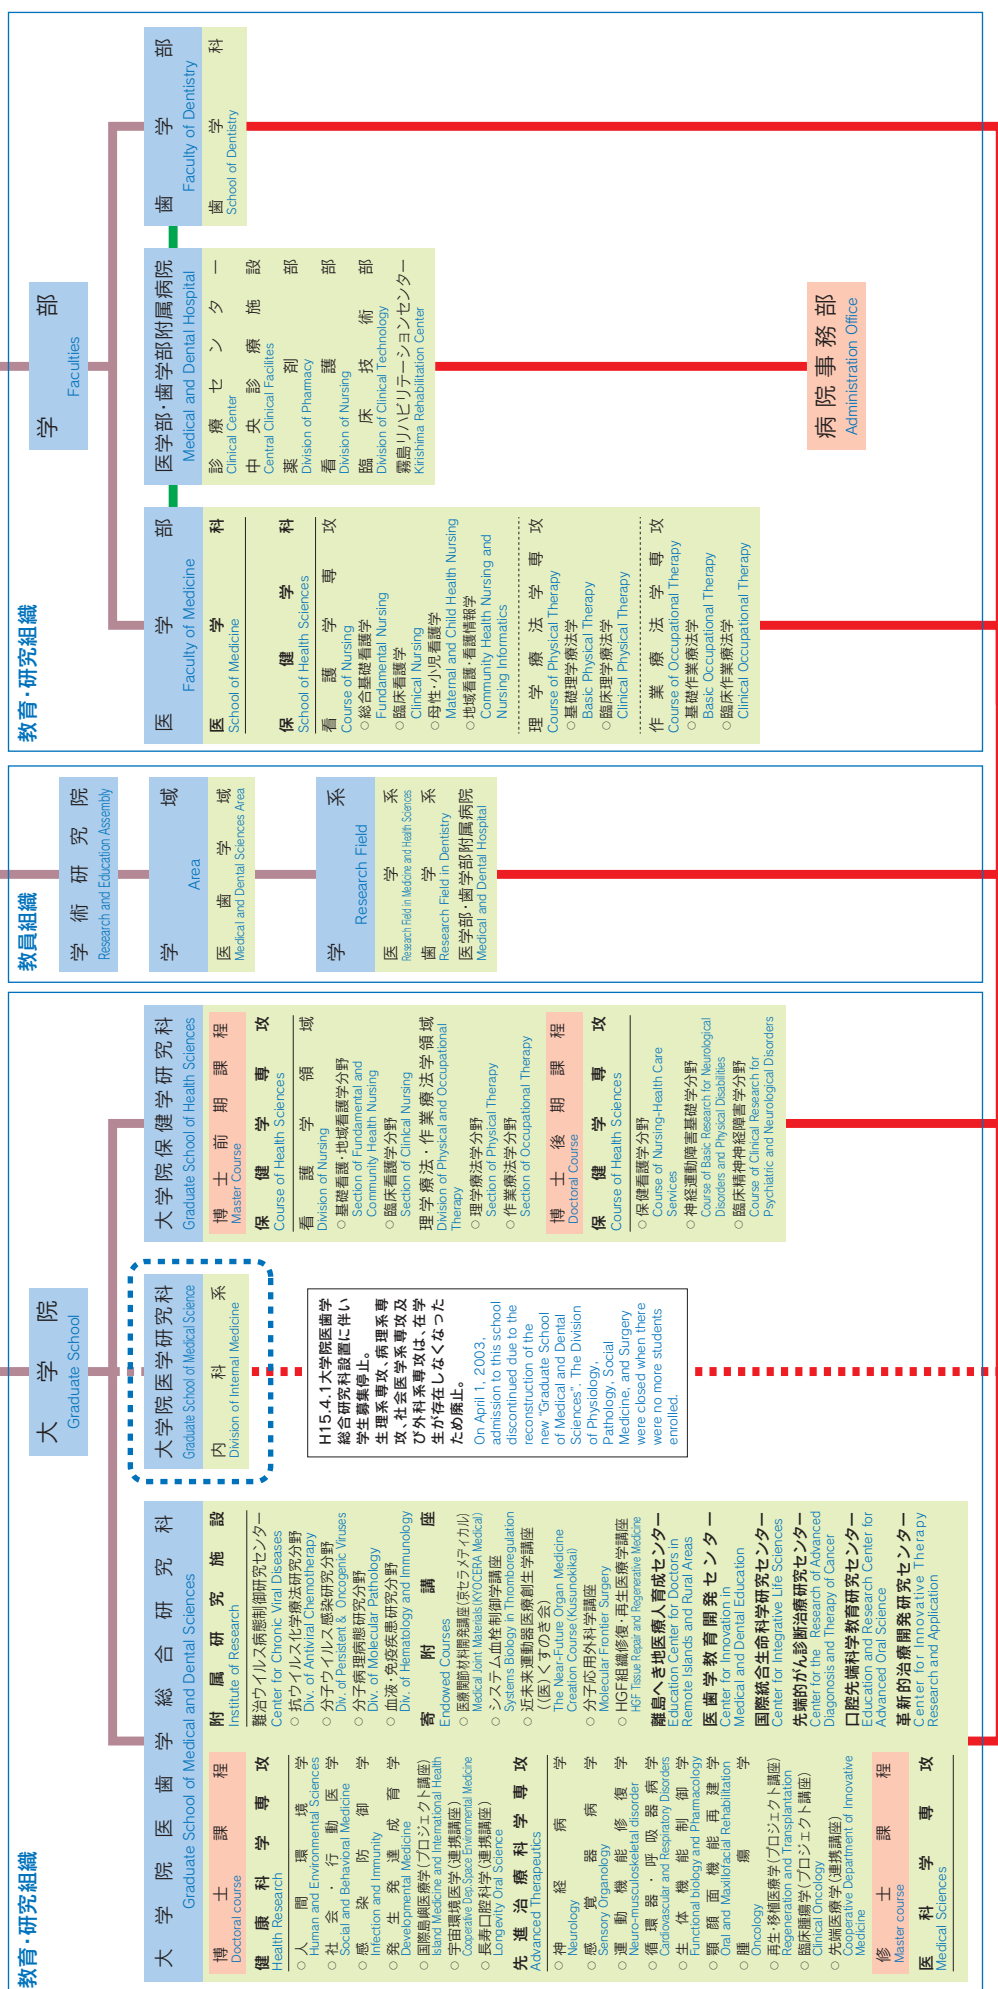 教育・研究組織
大学院
Graduate School
大学院医歯学総合研究科
Graduate School of Medical and Dental Sciences
博士課程
Doctoral course
健康科学専攻
Health Research
○人間環境学
Human and Environmental Sciences
○社会・行動医学
Social and Behavioral Medicine
○感染防御学
Infection and Immunity
○発生発達成育学
Developmental Medicine
○国際島嶼医療学(プロジェクト講座)
Island Medicine and International Health
○宇宙環境医学(連携講座)
Cooperative Dep.Space Environmental Medicine
○長寿口腔科学(連携講座)
Longevity Oral Science
先進治療科学専攻
Advanced Therapeutics
○神経病学
Neurology
○感覚器病学
Sensory Organology
○運動機能修復学
Neuro-musculoskeletal disorder
○循環器・呼吸器病学
Cardiovascular and Respiratory Disorders
○生体機能制御学
Functional biology and Pharmacology
○顎顔面機能再建学
Oral and Maxillofacial Rehabilitation
○腫瘍学
Oncology
○再生・移植医療学(プロジェクト講座)
Regeneration and Transplantation
○臨床腫瘍学(プロジェクト講座)
Clinical Oncology
○先端医療学(連携講座)
Cooperative Department of Innovative
Medicine
修士課程
Master course
医科学専攻
Medical Sciences
附属研究施設
Institute of Research
難治ウイルス病態制御研究センター
Center for Chronic Viral Diseases
○抗ウイルス化学療法研究分野
Div. of Antiviral Chemotherapy
○分子ウイルス感染研究分野
Div. of Persistent & Oncogenic Viruses
○分子病理病態研究分野
Div. of Molecular Pathology
○血液・免疫疾患研究分野
Div. of Hematology and Immunology
寄附講座
Endowed Courses
○医療関節材料開発講座(京セラメディカル)
Medical Joint Materials(KYOCERA Medical)
○システム血栓制御学講座
Systems Biology in Thromboregulation
○近未来運動器医療創生学講座
((医)くすのき会)
The Near-Future Organ Medicine
Creation Course(Kusunokikai)
○分子応用外科学講座
Molecular Frontier Surgery
○HGF組織修復・再生医療学講座
HGF Tissue Repair and Regenerative Medicine
離島へき地医療人育成センター
Education Center for Doctors in
Remote Islands and Rural Areas
医歯学教育開発センター
Center for Innovation in
Medical and Dental Education
国際統合生命科学研究センター
Center for Integrative Life Sciences
先端的がん診断治療研究センター
Center for the Research of Advanced
Diagnosis and Therapy of Cancer
口腔先端科学教育研究センター
Education and Research Center for
Advanced Oral Science
革新的治療開発研究センター
Center for Innovative Therapy
Research and Application
大学院医学研究科
Graduate School of Medical Science
内科系
Division of Internal Medicine
H15.4.1大学院医歯学
総合研究科設置に伴い
学生募集停止。
生理系専攻、病理系専
攻、社会医学系専攻及
び外科系専攻は、在学
生が存在しなくなった
ため廃止。
On April 1, 2003,
admission to this school
discontinued due to the
reconstruction of the
new "Graduate School
of Medical and Dental
Sciences". The Division
of Physiology,
Pathology, Social
Medicine, and Surgery
were closed when there
were no more students
enrolled.
大学院保健学研究科
Graduate School of Health Sciences
博士前期課程
Master Course
保健学専攻
Course of Health Sciences
看護学領域
Division of Nursing
○基礎看護・地域看護学分野
Section of Fundamental and
Community Health Nursing
○臨床看護学分野
Section of Clinical Nursing
理学療法・作業療法学領域
Division of Physical and Occupational
Therapy
○理学療法学分野
Section of Physical Therapy
○作業療法学分野
Section of Occupational Therapy
博士後期課程
Doctoral Course
保健学専攻
Course of Health Sciences
○保健看護学分野
Course of Nursing-Health Care
Services
○神経運動障害基礎学分野
Course of Basic Research for Neurological
Disorders and Physical Disabilities
○臨床精神神経障害学分野
Course of Clinical Research for
Psychiatric and Neurological Disorders
教員組織
学術研究院
Research and Education Assembly
学域
Area
医歯学域
Medical and Dental Sciences Area
学系
Research Field
医学系
Research Field in Medicine and Health Sciences
歯学系
Research Field in Dentistry
医学部・歯学部附属病院
Medical and Dental Hospital
教育・研究組織
学部
Faculties
医学部
Faculty of Medicine
医学科
School of Medicine
保健学科
School of Health Sciences
看護学専攻
Course of Nursing
○総合基礎看護学
Fundamental Nursing
○臨床看護学
Clinical Nursing
○母性・小児看護学
Maternal and Child Health Nursing
○地域看護・看護情報学
Community Health Nursing and
Nursing Informatics
理学療法学専攻
Course of Physical Therapy
○基礎理学療法学
Basic Physical Therapy
○臨床理学療法学
Clinical Physical Therapy
作業療法学専攻
Course of Occupational Therapy
○基礎作業療法学
Basic Occupational Therapy
○臨床作業療法学
Clinical Occupational Therapy
医学部・歯学部附属病院
Medical and Dental Hospital
診療センター
Clinical Center
中央診療施設
Central Clinical Facilites
薬剤部
Division of Pharmacy
看護部
Division of Nursing
臨床技術部
Division of Clinical Technology
霧島リハビリテーションセンター
Kirishima Rehabilitation Center
病院事務部
Administration Office
歯学部
Faculty of Dentistry
歯学科
School of Dentistry